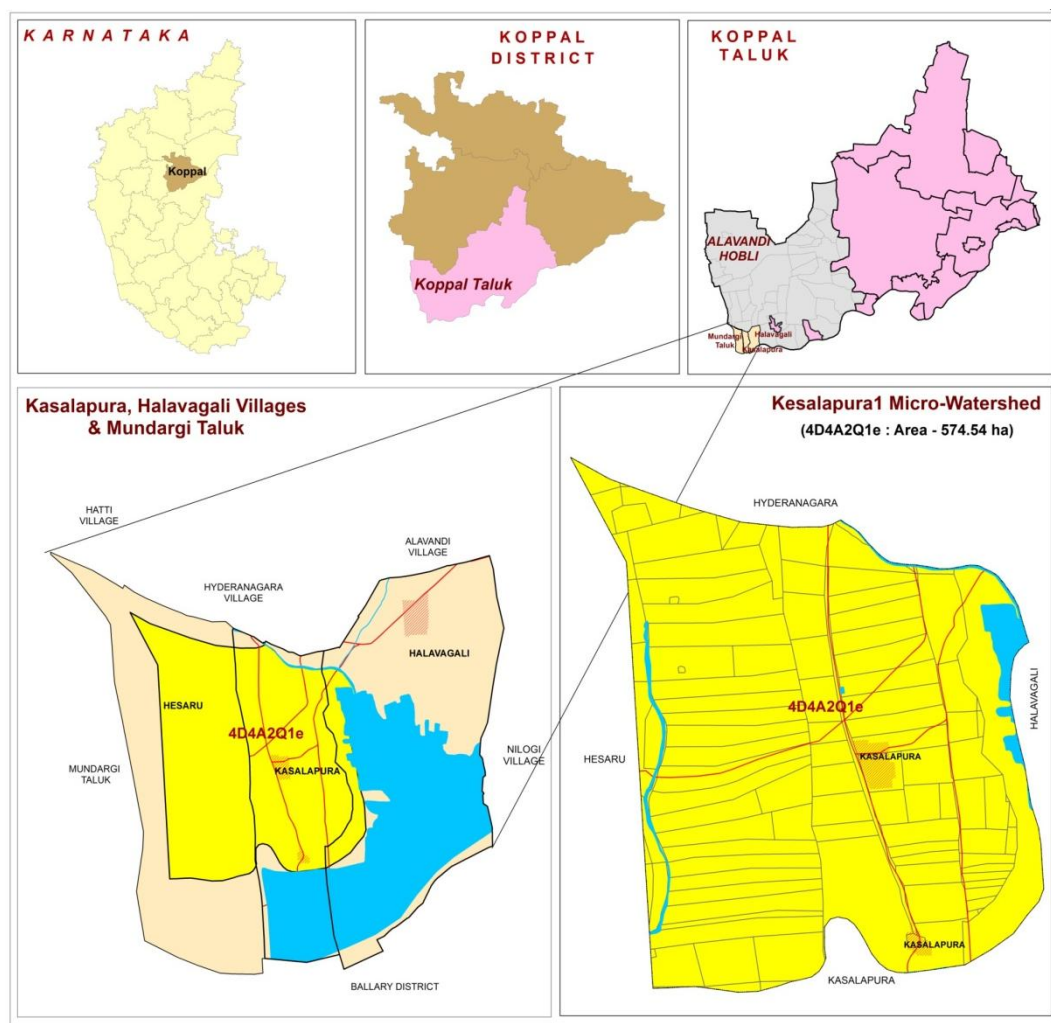 KARNATAKA
Koppal
KOPPAL
DISTRICT
Koppal Taluk
KOPPAL
TALUK
ALAVANDI
HOBLI
Halavagali
Mundargi
Taluk
Kasalapura
Kasalapura, Halavagali Villages
& Mundargi Taluk
HATTI
VILLAGE
ALAVANDI
VILLAGE
HYDERANAGARA
VILLAGE
HALAVAGALI
HESARU
4D4A2Q1e
NILOGI
VILLAGE
MUNDARGI
TALUK
KASALAPURA
BALLARY DISTRICT
Kesalapura1 Micro-Watershed
(4D4A2Q1e : Area - 574.54 ha)
HYDERANAGARA
HALAVAGALI
4D4A2Q1e
HESARU
KASALAPURA
KASALAPURA
KASALAPURA